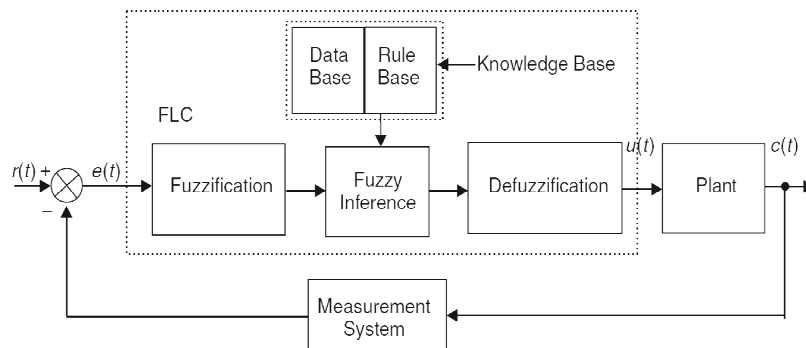 Data Base
Rule Base
Knowledge Base
FLC
r(t) +
e(t)
−
Fuzzification
Fuzzy
Inference
Defuzzification
u(t)
Plant
c(t)
Measurement
System